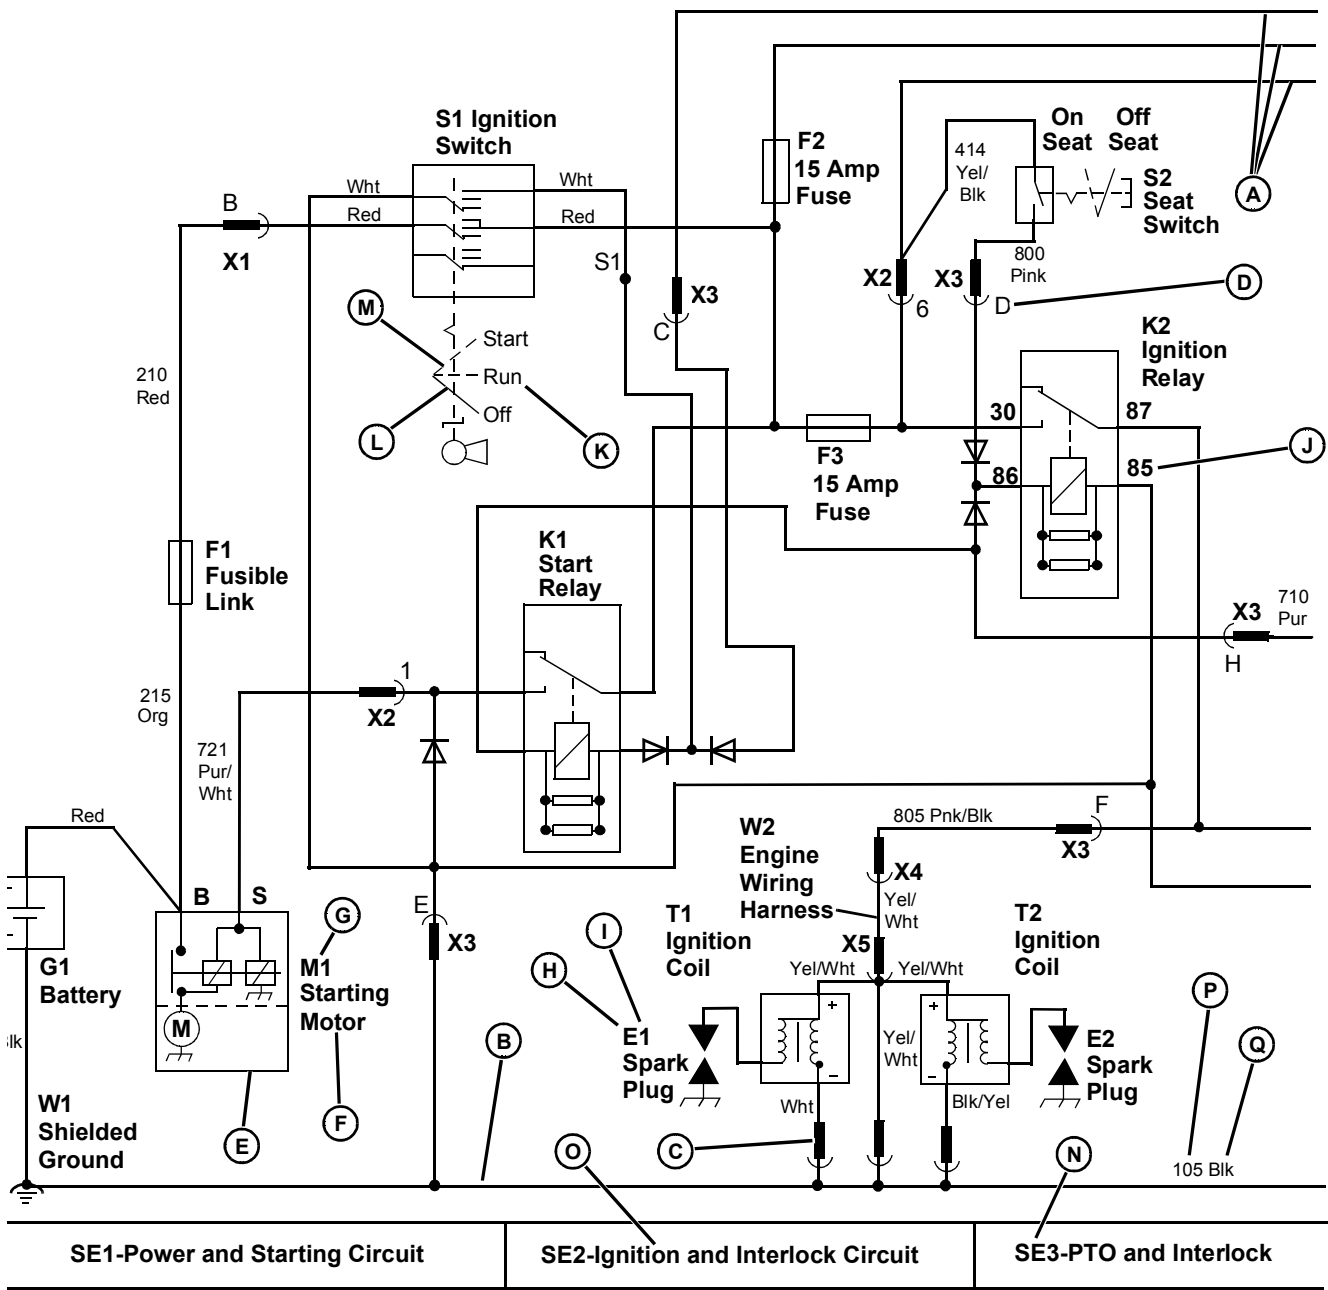 S1 Ignition
Switch
On
Seat
Off
Seat
F2
15 Amp
Fuse
414
Yel/
Blk
S2
Seat
Switch
A
Wht
Wht
B
Red
Red
X1
S1
800
Pink
X2
X3
X3
D
M
6
D
C
Start
K2
Ignition
Relay
210
Red
Run
Off
30
87
L
K
F3
15 Amp
Fuse
86
85
J
F1
Fusible
Link
K1
Start
Relay
710
Pur
X3
H
1
X2
215
Org
721
Pur/
Wht
Red
805 Pnk/Blk
F
X3
W2
Engine
Wiring
Harness
X4
Yel/
Wht
B
S
E
X3
G
I
T1
Ignition
Coil
X5
T2
Ignition
Coil
G1
Battery
M1
Starting
Motor
H
Yel/Wht
Yel/Wht
P
+
+
M
B
E1
Spark
Plug
Yel/
Wht
E2
Spark
Plug
Q
lk
–
–
W1
Shielded
Ground
E
F
Wht
Blk/Yel
O
C
N
105 Blk
SE1-Power and Starting Circuit
SE2-Ignition and Interlock Circuit
SE3-PTO and Interlock